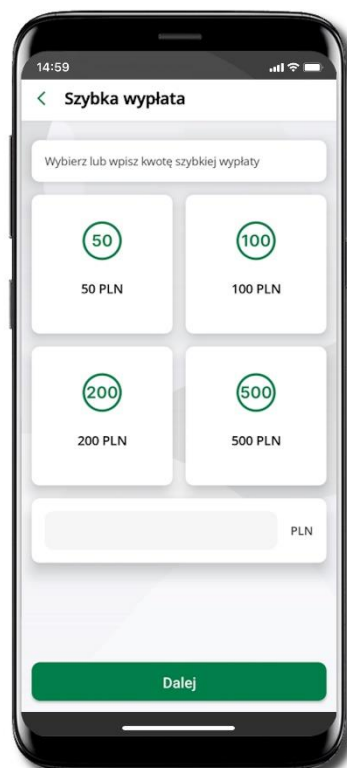 14:59
Szybka wypłata
Wybierz lub wpisz kwotę szybkiej wypłaty
50
100
50 PLN
100 PLN
200
500
200 PLN
500 PLN
PLN
Dalej